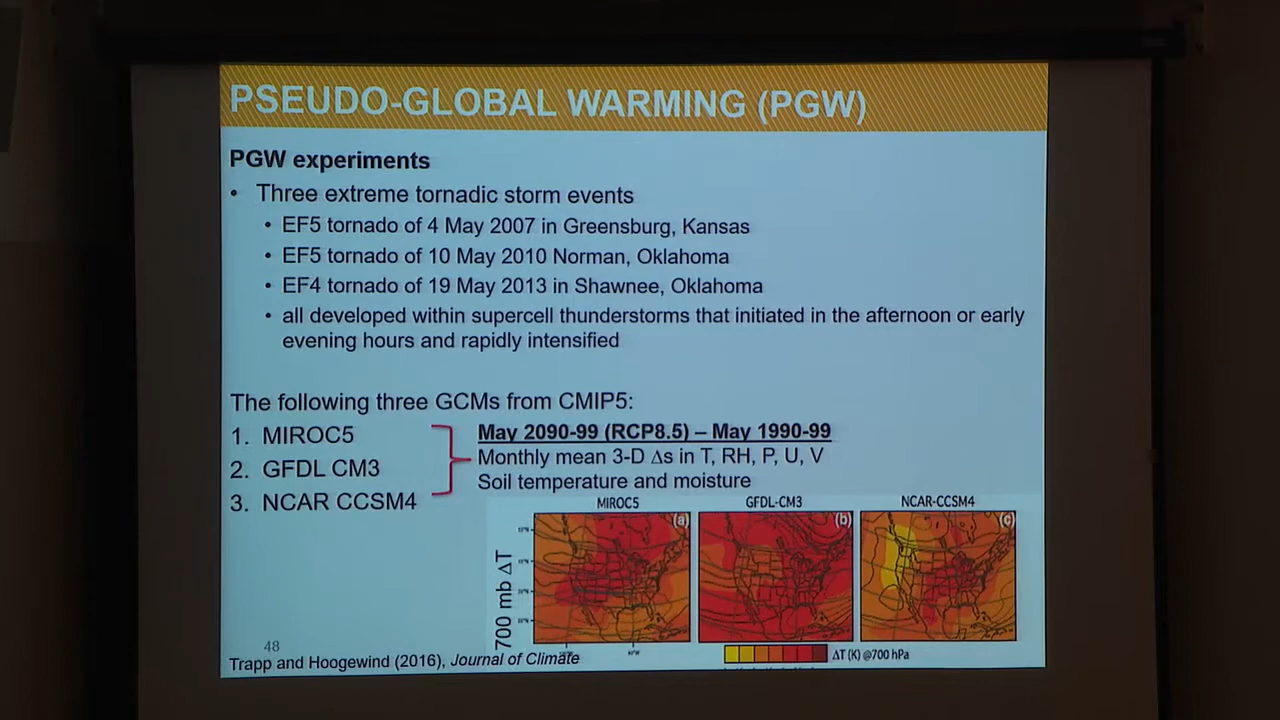 PSEUDO-GLOBAL WARMING (PGW)
PGW experiments
• Three extreme tornadic storm events
• EF5 tornado of 4 May 2007 in Greensburg, Kansas
• EF5 tornado of 10 May 2010 Norman, Oklahoma
• EF4 tornado of 19 May 2013 in Shawnee, Oklahoma
• all developed within supercell thunderstorms that initiated in the afternoon or early
evening hours and rapidly intensified
The following three GCMs from CMIP5:
1. MIROC5
2. GFDL CM3
3. NCAR CCSM4
May 2090-99 (RCP8.5) – May 1990-99
Monthly mean 3-D Δs in T, RH, P, U, V
Soil temperature and moisture
MIROC5
GFDL-CM3
NCAR-CCSM4
(a)
(b)
(c)
700 mb ΔT
ΔT (K) @700 hPa
48
Trapp and Hoogewind (2016), Journal of Climate